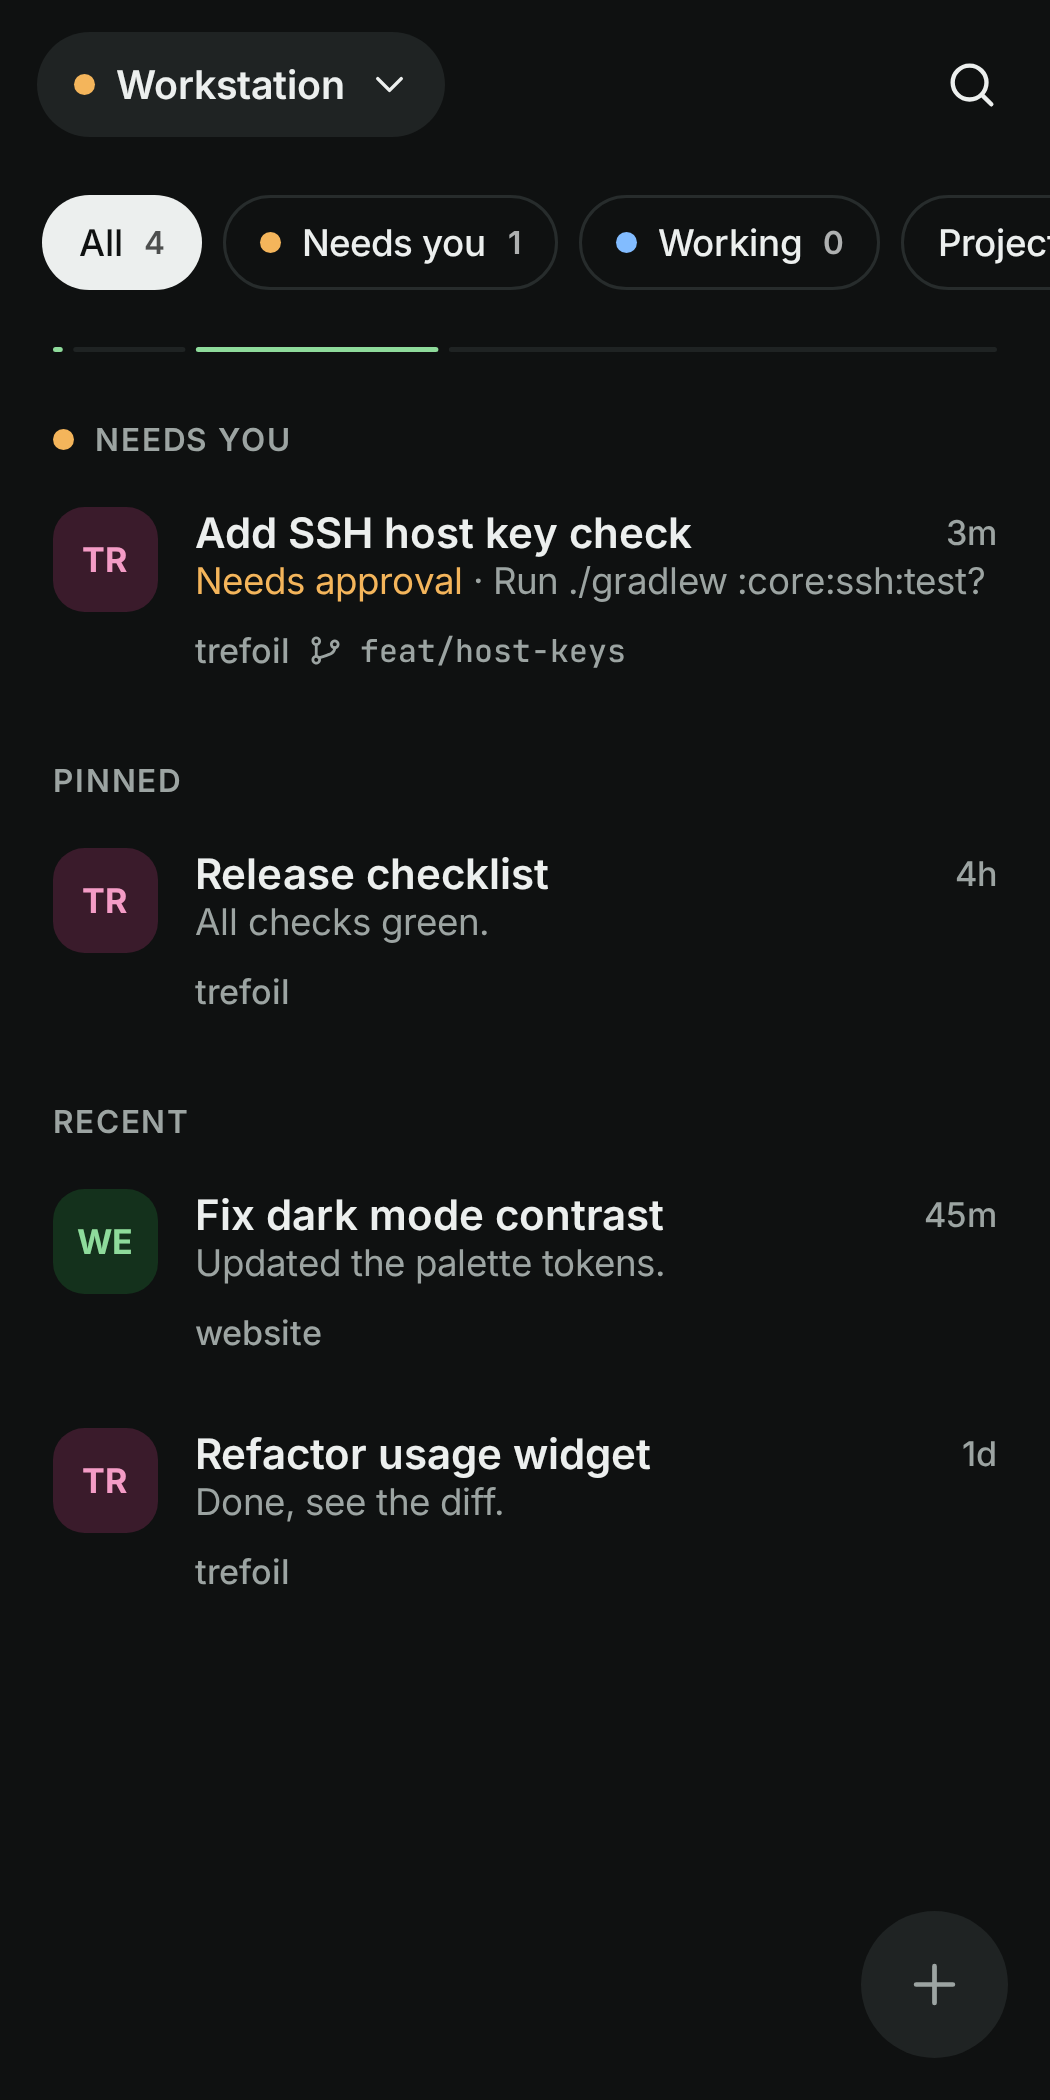 Workstation
All 4
Needs you 1
Working 0
Project
NEEDS YOU
TR
Add SSH host key check
3m
Needs approval · Run ./gradlew :core:ssh:test?
trefoil feat/host-keys
PINNED
TR
Release checklist
4h
All checks green.
trefoil
RECENT
WE
Fix dark mode contrast
45m
Updated the palette tokens.
website
TR
Refactor usage widget
1d
Done, see the diff.
trefoil